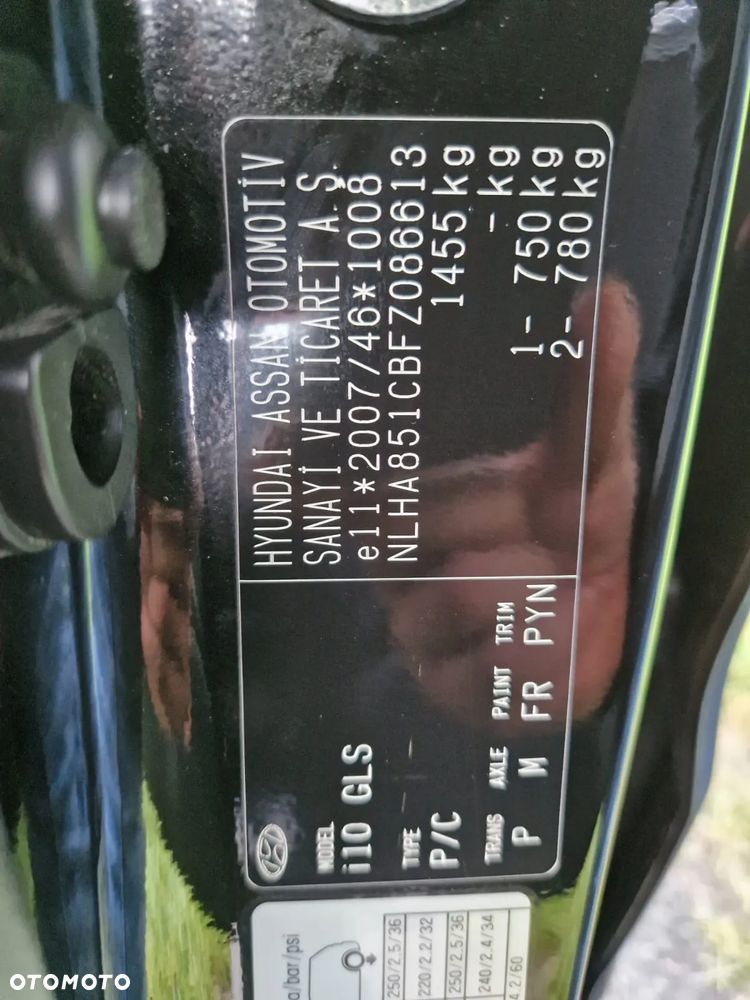 HYUNDAI ASSAN OTOMOTİV
SANAYİ VE TİCARET A.Ş.
e11*2007/46*1008
NLHA851CBFZ086613
1455 kg
- kg
1- 750 kg
2- 780 kg
MODEL
i10 GLS
TYPE
P/C
TRANS AXLE PAINT TRIM
P M FR PYN
/bar/psi
250/2.5/36
220/2.2/32
250/2.5/36
240/2.4/34
OTOMOTO